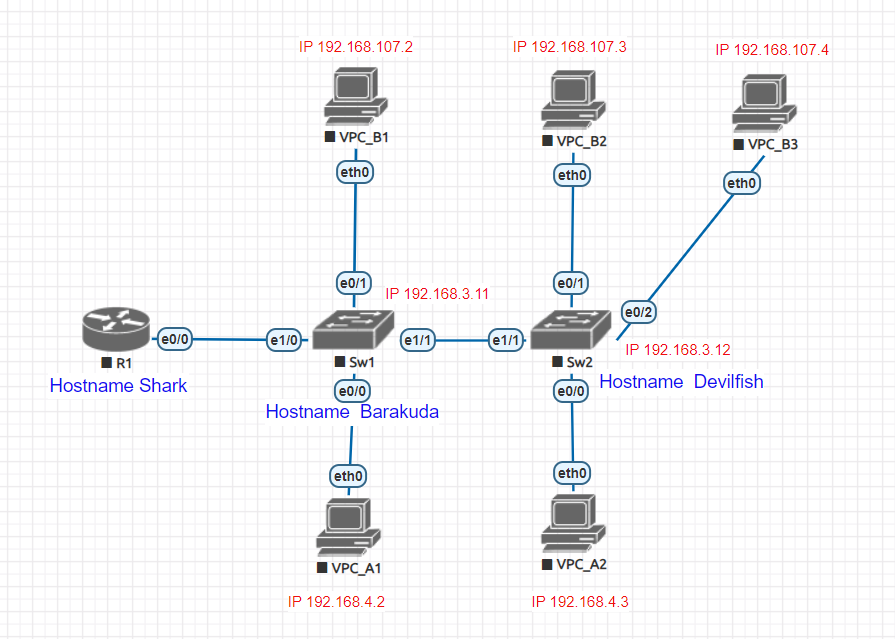 IP 192.168.107.2
IP 192.168.107.3
IP 192.168.107.4
VPC_B1
VPC_B2
VPC_B3
eth0
eth0
eth0
e0/1
IP 192.168.3.11
e0/1
e0/2
e0/0
e1/0
e1/1
e1/1
IP 192.168.3.12
R1
Sw1
Sw2
Hostname Shark
e0/0
e0/0
Hostname Devilfish
Hostname Barakuda
eth0
eth0
VPC_A1
VPC_A2
IP 192.168.4.2
IP 192.168.4.3